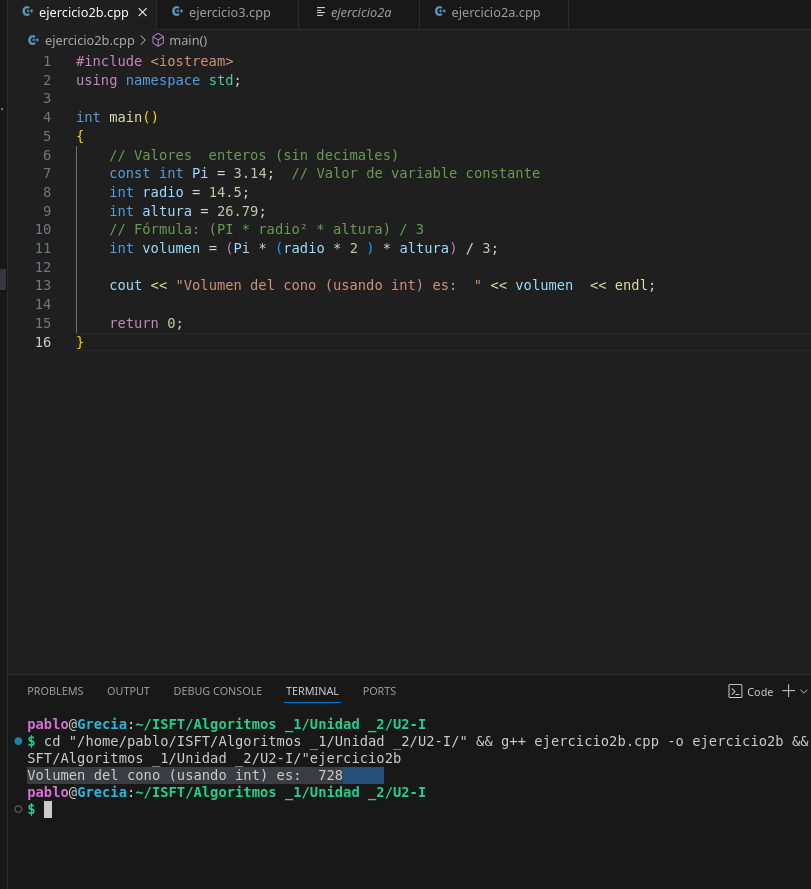 ejercicio2b.cpp ejercicio3.cpp ejercicio2a ejercicio2a.cpp
ejercicio2b.cpp > main()
1 #include <iostream>
2 using namespace std;
3
4 int main()
5 {
6 // Valores  enteros (sin decimales)
7 const int Pi = 3.14;  // Valor de variable constante
8 int radio = 14.5;
9 int altura = 26.79;
10 // Fórmula: (PI * radio² * altura) / 3
11 int volumen = (Pi * (radio * 2 ) * altura) / 3;
12
13 cout << "Volumen del cono (usando int) es:  " << volumen  << endl;
14
15 return 0;
16 }
PROBLEMS OUTPUT DEBUG CONSOLE TERMINAL PORTS Code
pablo@Grecia:~/ISFT/Algoritmos _1/Unidad _2/U2-I
$ cd "/home/pablo/ISFT/Algoritmos _1/Unidad _2/U2-I/" && g++ ejercicio2b.cpp -o ejercicio2b &&
SFT/Algoritmos _1/Unidad _2/U2-I/"ejercicio2b
Volumen del cono (usando int) es:  728
pablo@Grecia:~/ISFT/Algoritmos _1/Unidad _2/U2-I
$